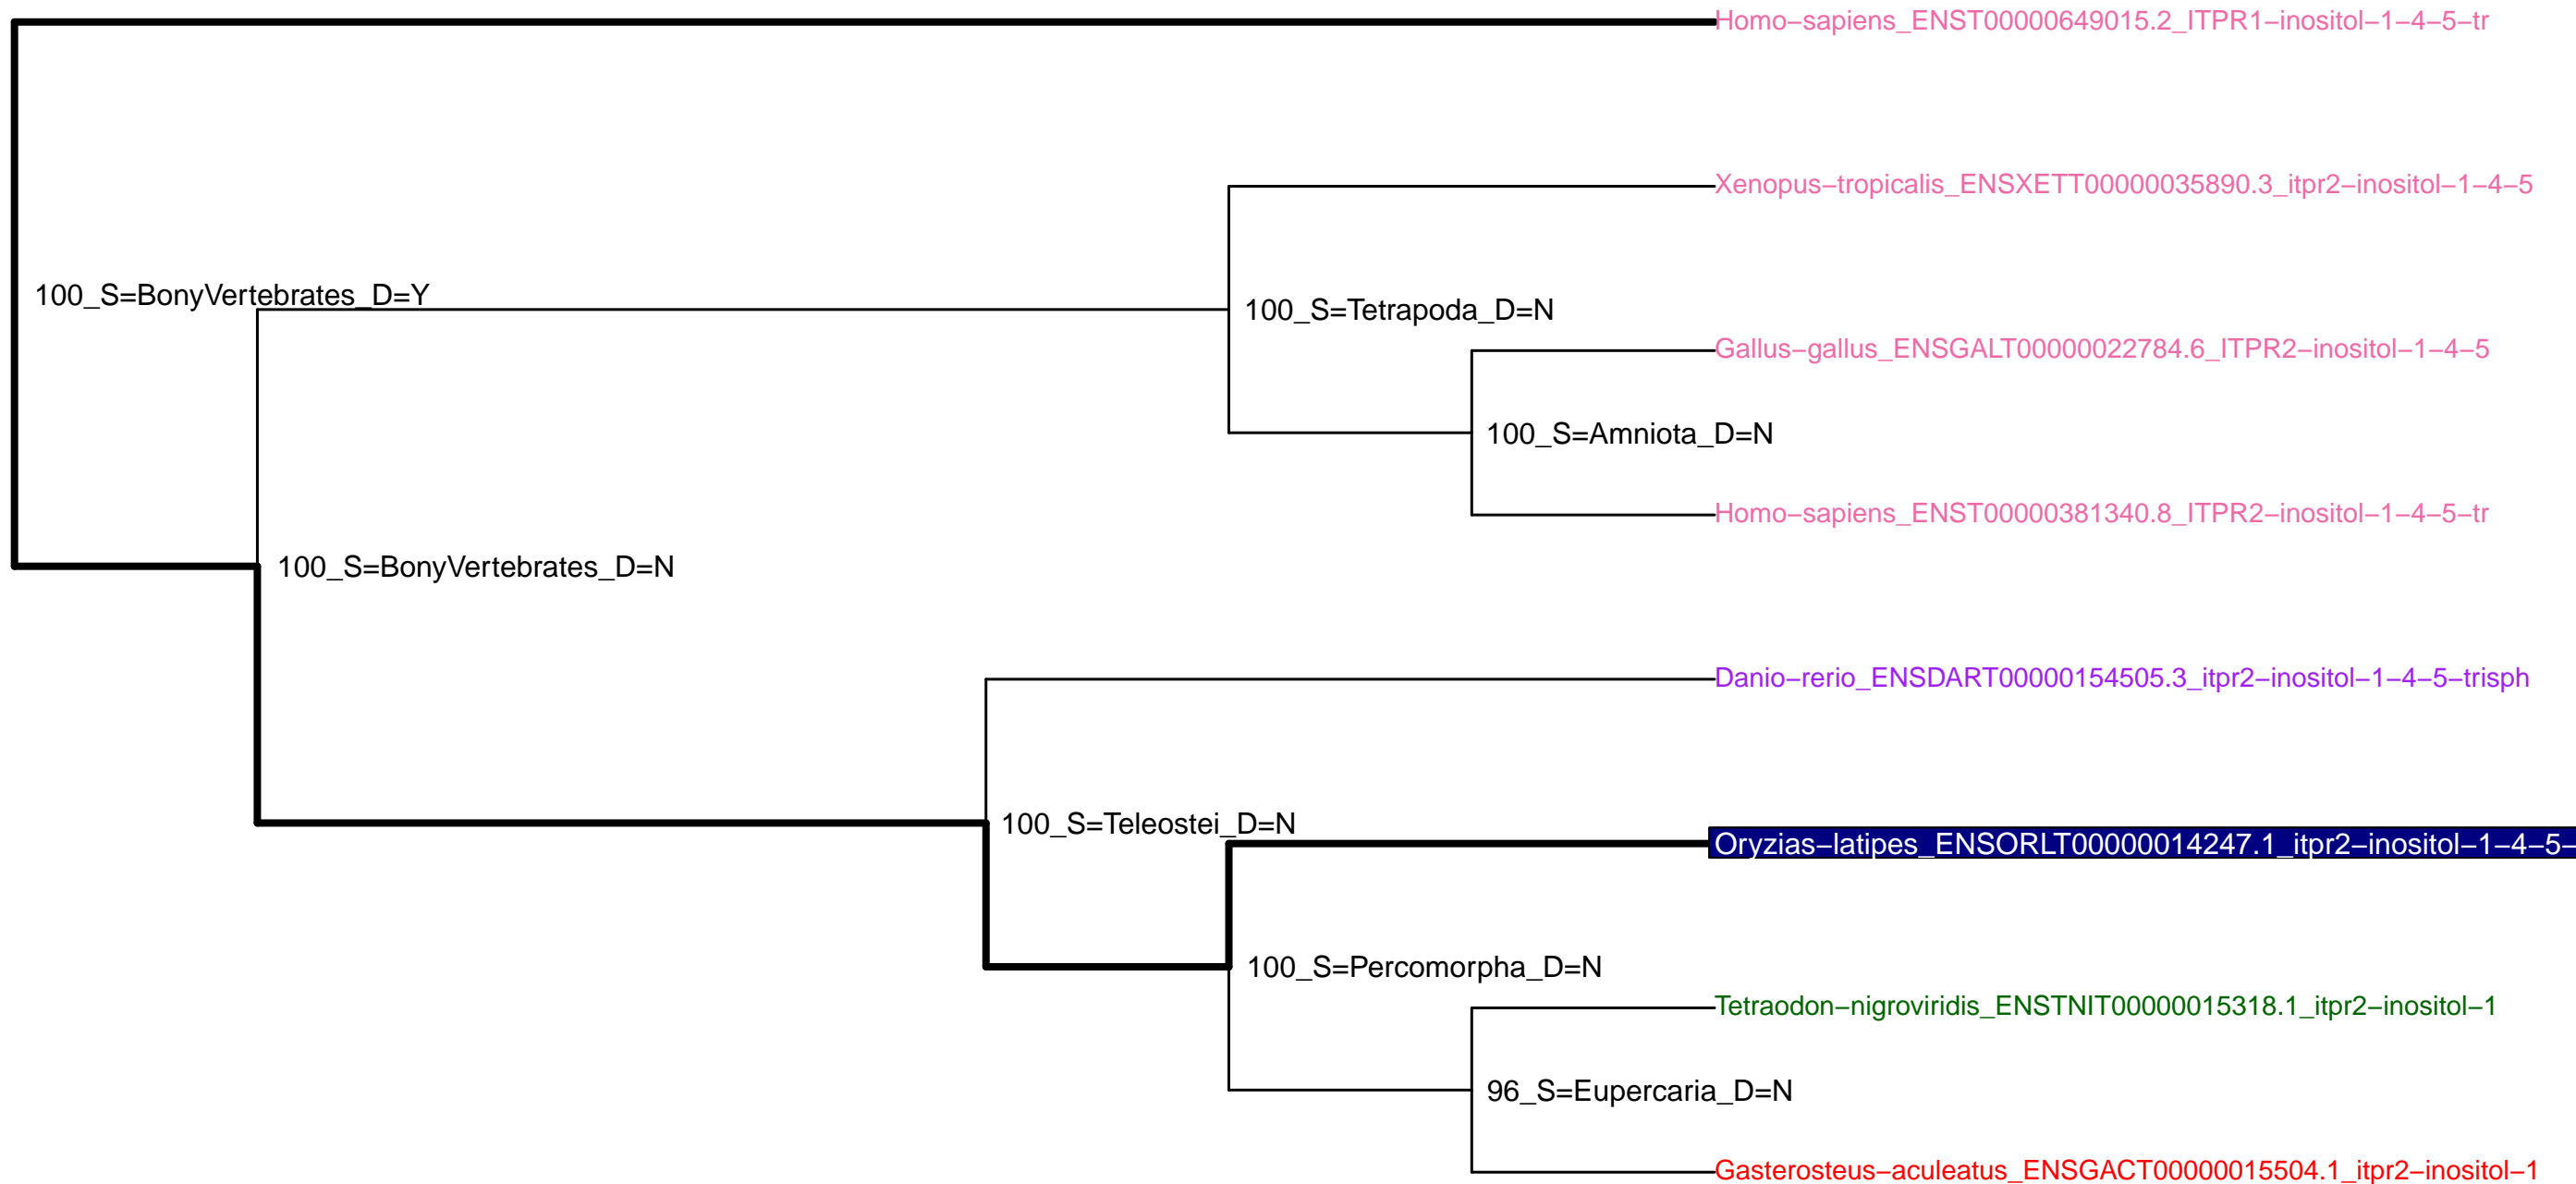 Homo−sapiens_ENST00000649015.2_ITPR1−inositol−1−4−5−tr
Xenopus−tropicalis_ENSXETT00000035890.3_itpr2−inositol−1−4−5
100_S=BonyVertebrates_D=Y
100_S=Tetrapoda_D=N
Gallus−gallus_ENSGALT00000022784.6_ITPR2−inositol−1−4−5
100_S=Amniota_D=N
Homo−sapiens_ENST00000381340.8_ITPR2−inositol−1−4−5−tr
100_S=BonyVertebrates_D=N
Danio−rerio_ENSDART00000154505.3_itpr2−inositol−1−4−5−trisph
100_S=Teleostei_D=N
Oryzias−latipes_ENSORLT00000014247.1_itpr2−inositol−1−4−5−
100_S=Percomorpha_D=N
Tetraodon−nigroviridis_ENSTNIT00000015318.1_itpr2−inositol−1
96_S=Eupercaria_D=N
Gasterosteus−aculeatus_ENSGACT00000015504.1_itpr2−inositol−1